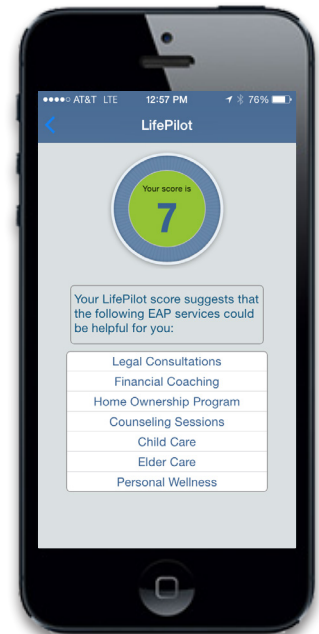 AT&T LTE 12:57 PM 76%
LifePilot
Your score is
7
Your LifePilot score suggests that
the following EAP services could
be helpful for you:
Legal Consultations
Financial Coaching
Home Ownership Program
Counseling Sessions
Child Care
Elder Care
Personal Wellness